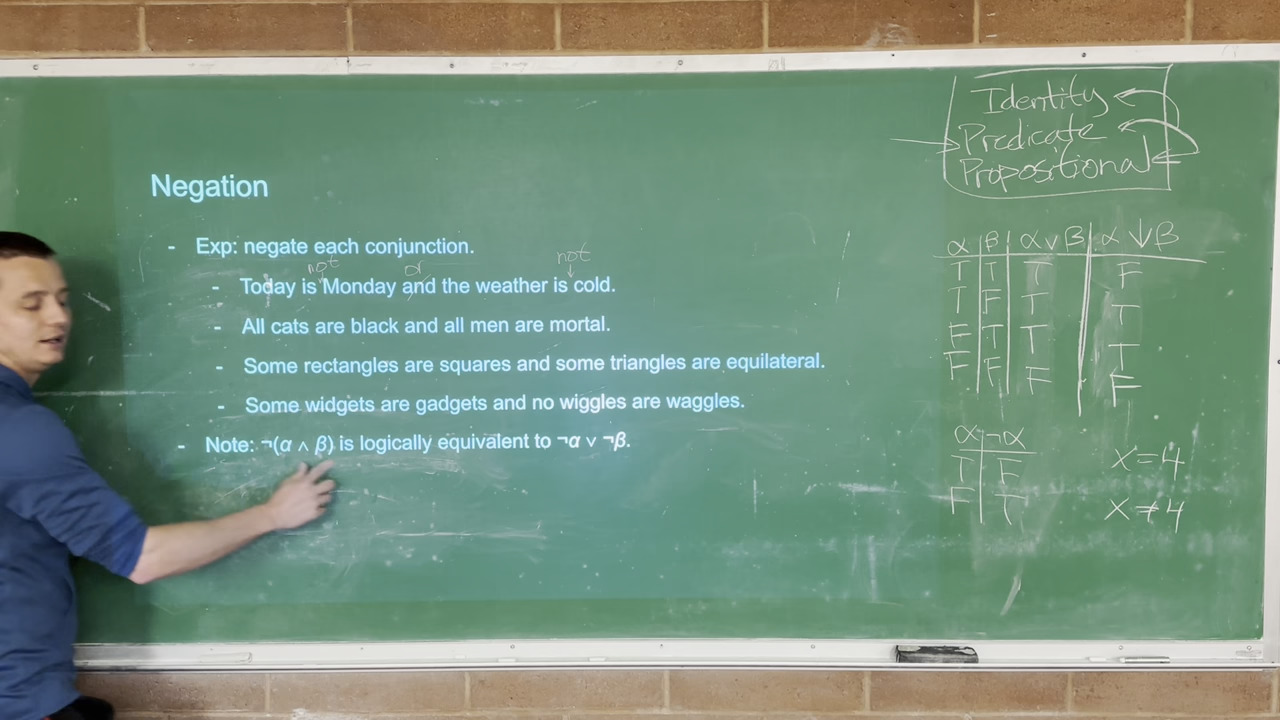 Negation
- Exp: negate each conjunction.
not or not
- Today is Monday and the weather is cold.
- All cats are black and all men are mortal.
- Some rectangles are squares and some triangles are equilateral.
- Some widgets are gadgets and no wiggles are waggles.
- Note: ¬(α ∧ β) is logically equivalent to ¬α ∨ ¬β.
Identity
Predicate
Propositional
α β α ∨ β α ↓ β
T T T F
T F T T
F T T T
F F F F
α ¬α
T F
F T
x = 4
x ≠ 4